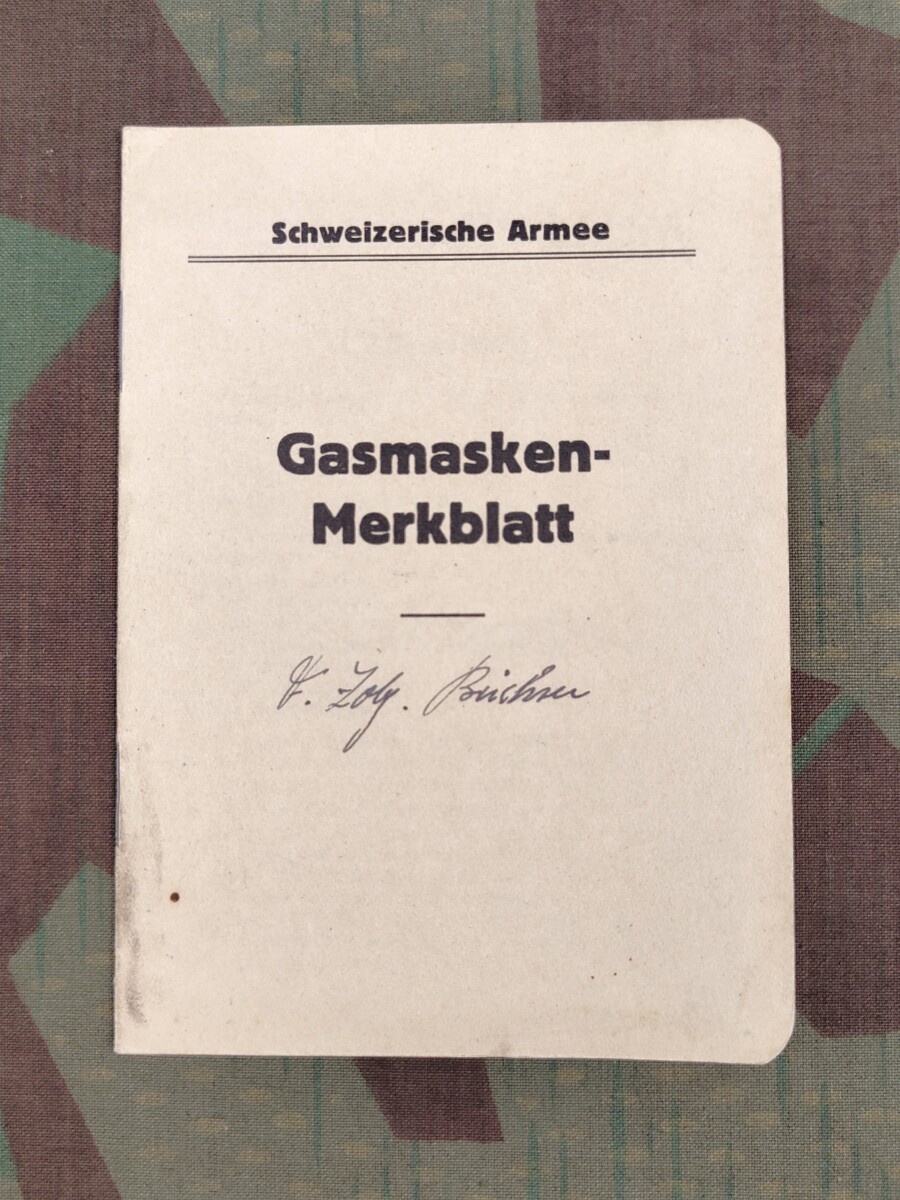 Schweizerische Armee
Gasmasken-
Merkblatt